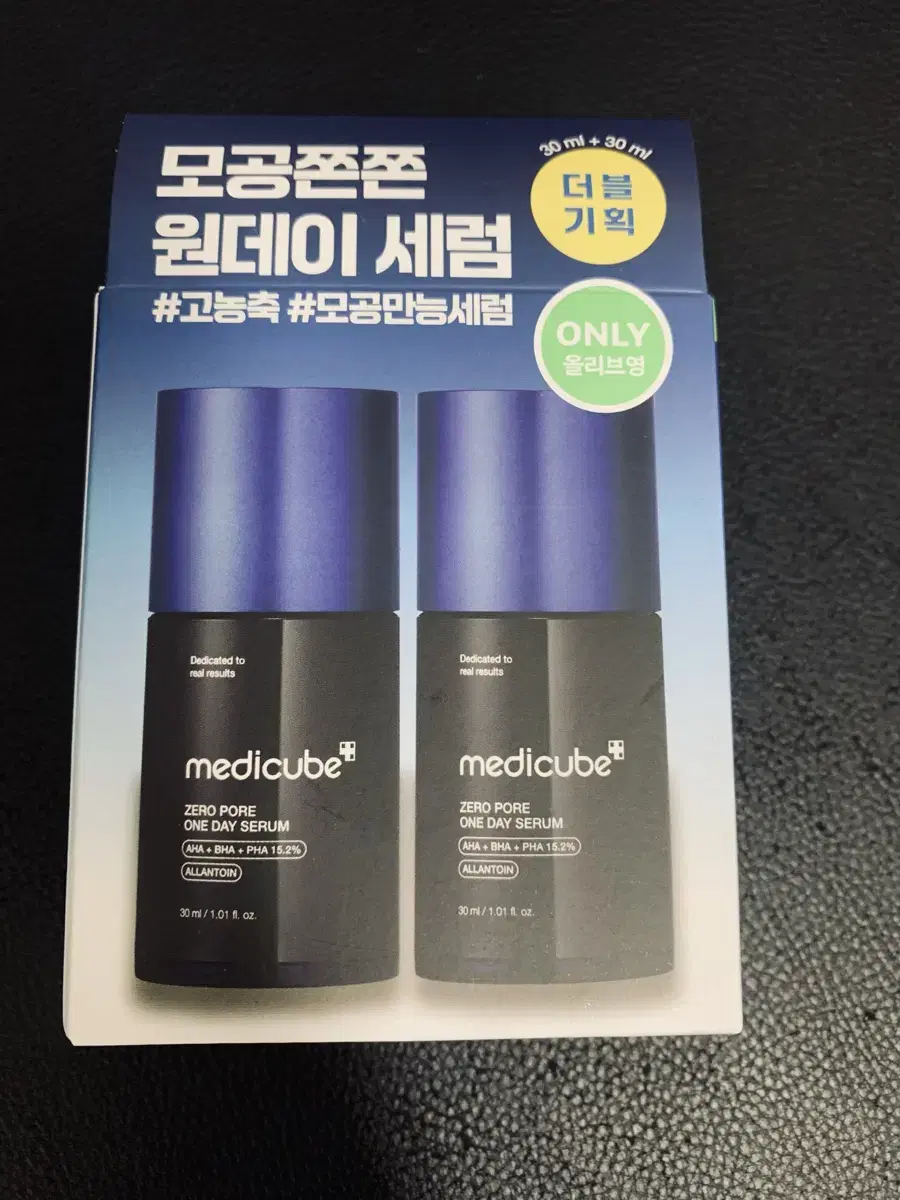 모공쫀쫀
원데이 세럼
#고농축 #모공만능세럼
30 ml + 30 ml
더블
기획
ONLY
올리브영
Dedicated to
real results
medicube
ZERO PORE
ONE DAY SERUM
AHA + BHA + PHA 15.2%
ALLANTOIN
30 ml / 1.01 fl. oz.
Dedicated to
real results
medicube
ZERO PORE
ONE DAY SERUM
AHA + BHA + PHA 15.2%
ALLANTOIN
30 ml / 1.01 fl. oz.